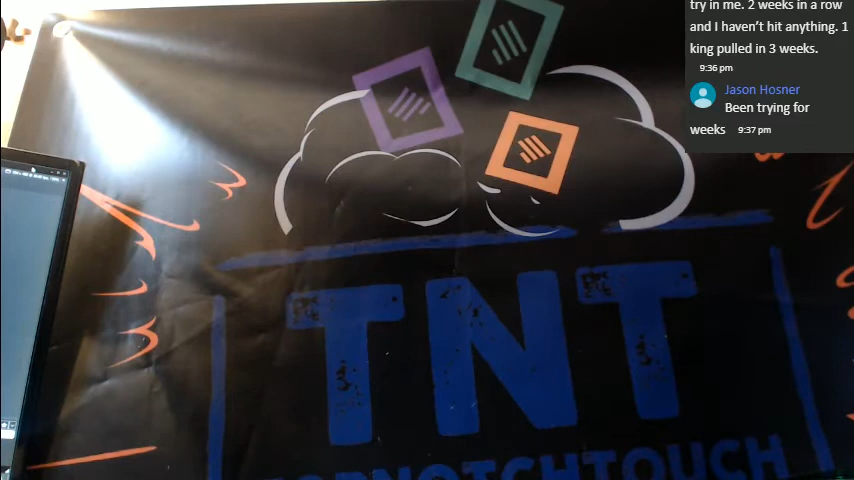 try in me. 2 weeks in a row
and I haven’t hit anything. 1
king pulled in 3 weeks.
9:36 pm
Jason Hosner
Been trying for
weeks 9:37 pm
TNT
TOPNOTCHTOUCH